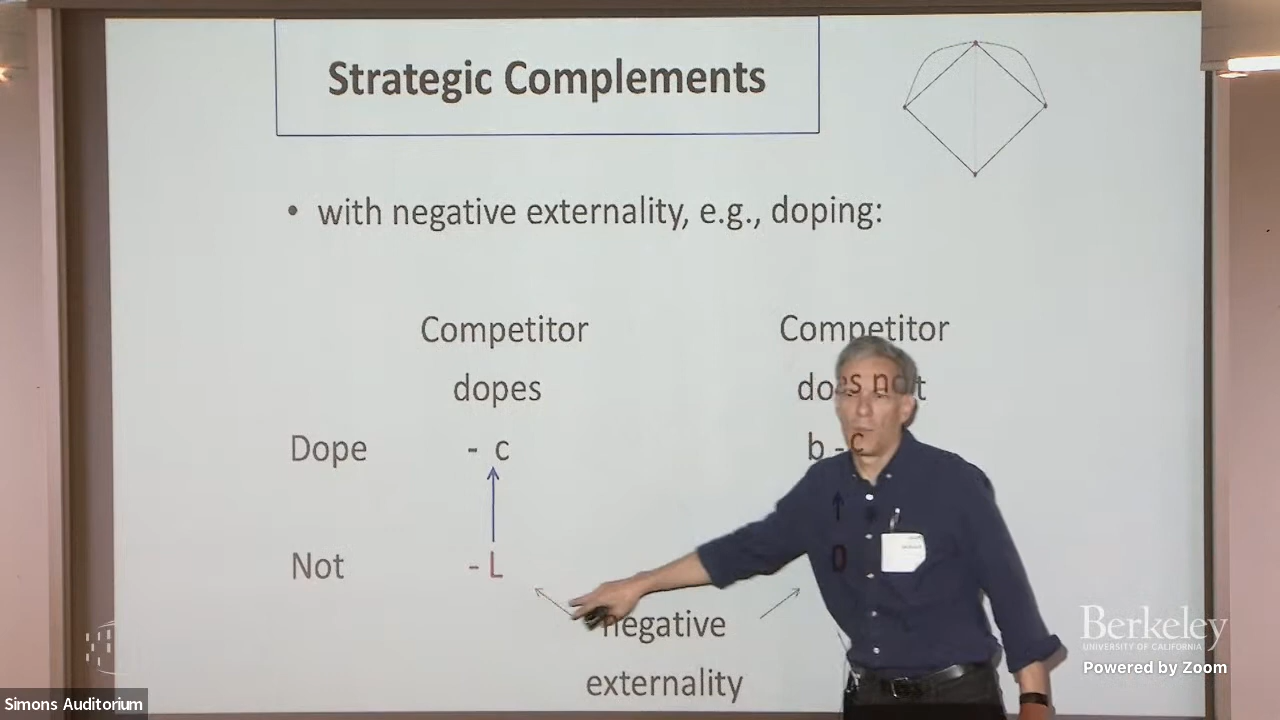 Strategic Complements
• with negative externality, e.g., doping:
Competitor Competitor
dopes does not
Dope - c b - c
Not - L 0
negative
externality
Berkeley
UNIVERSITY OF CALIFORNIA
Powered by Zoom
Simons Auditorium